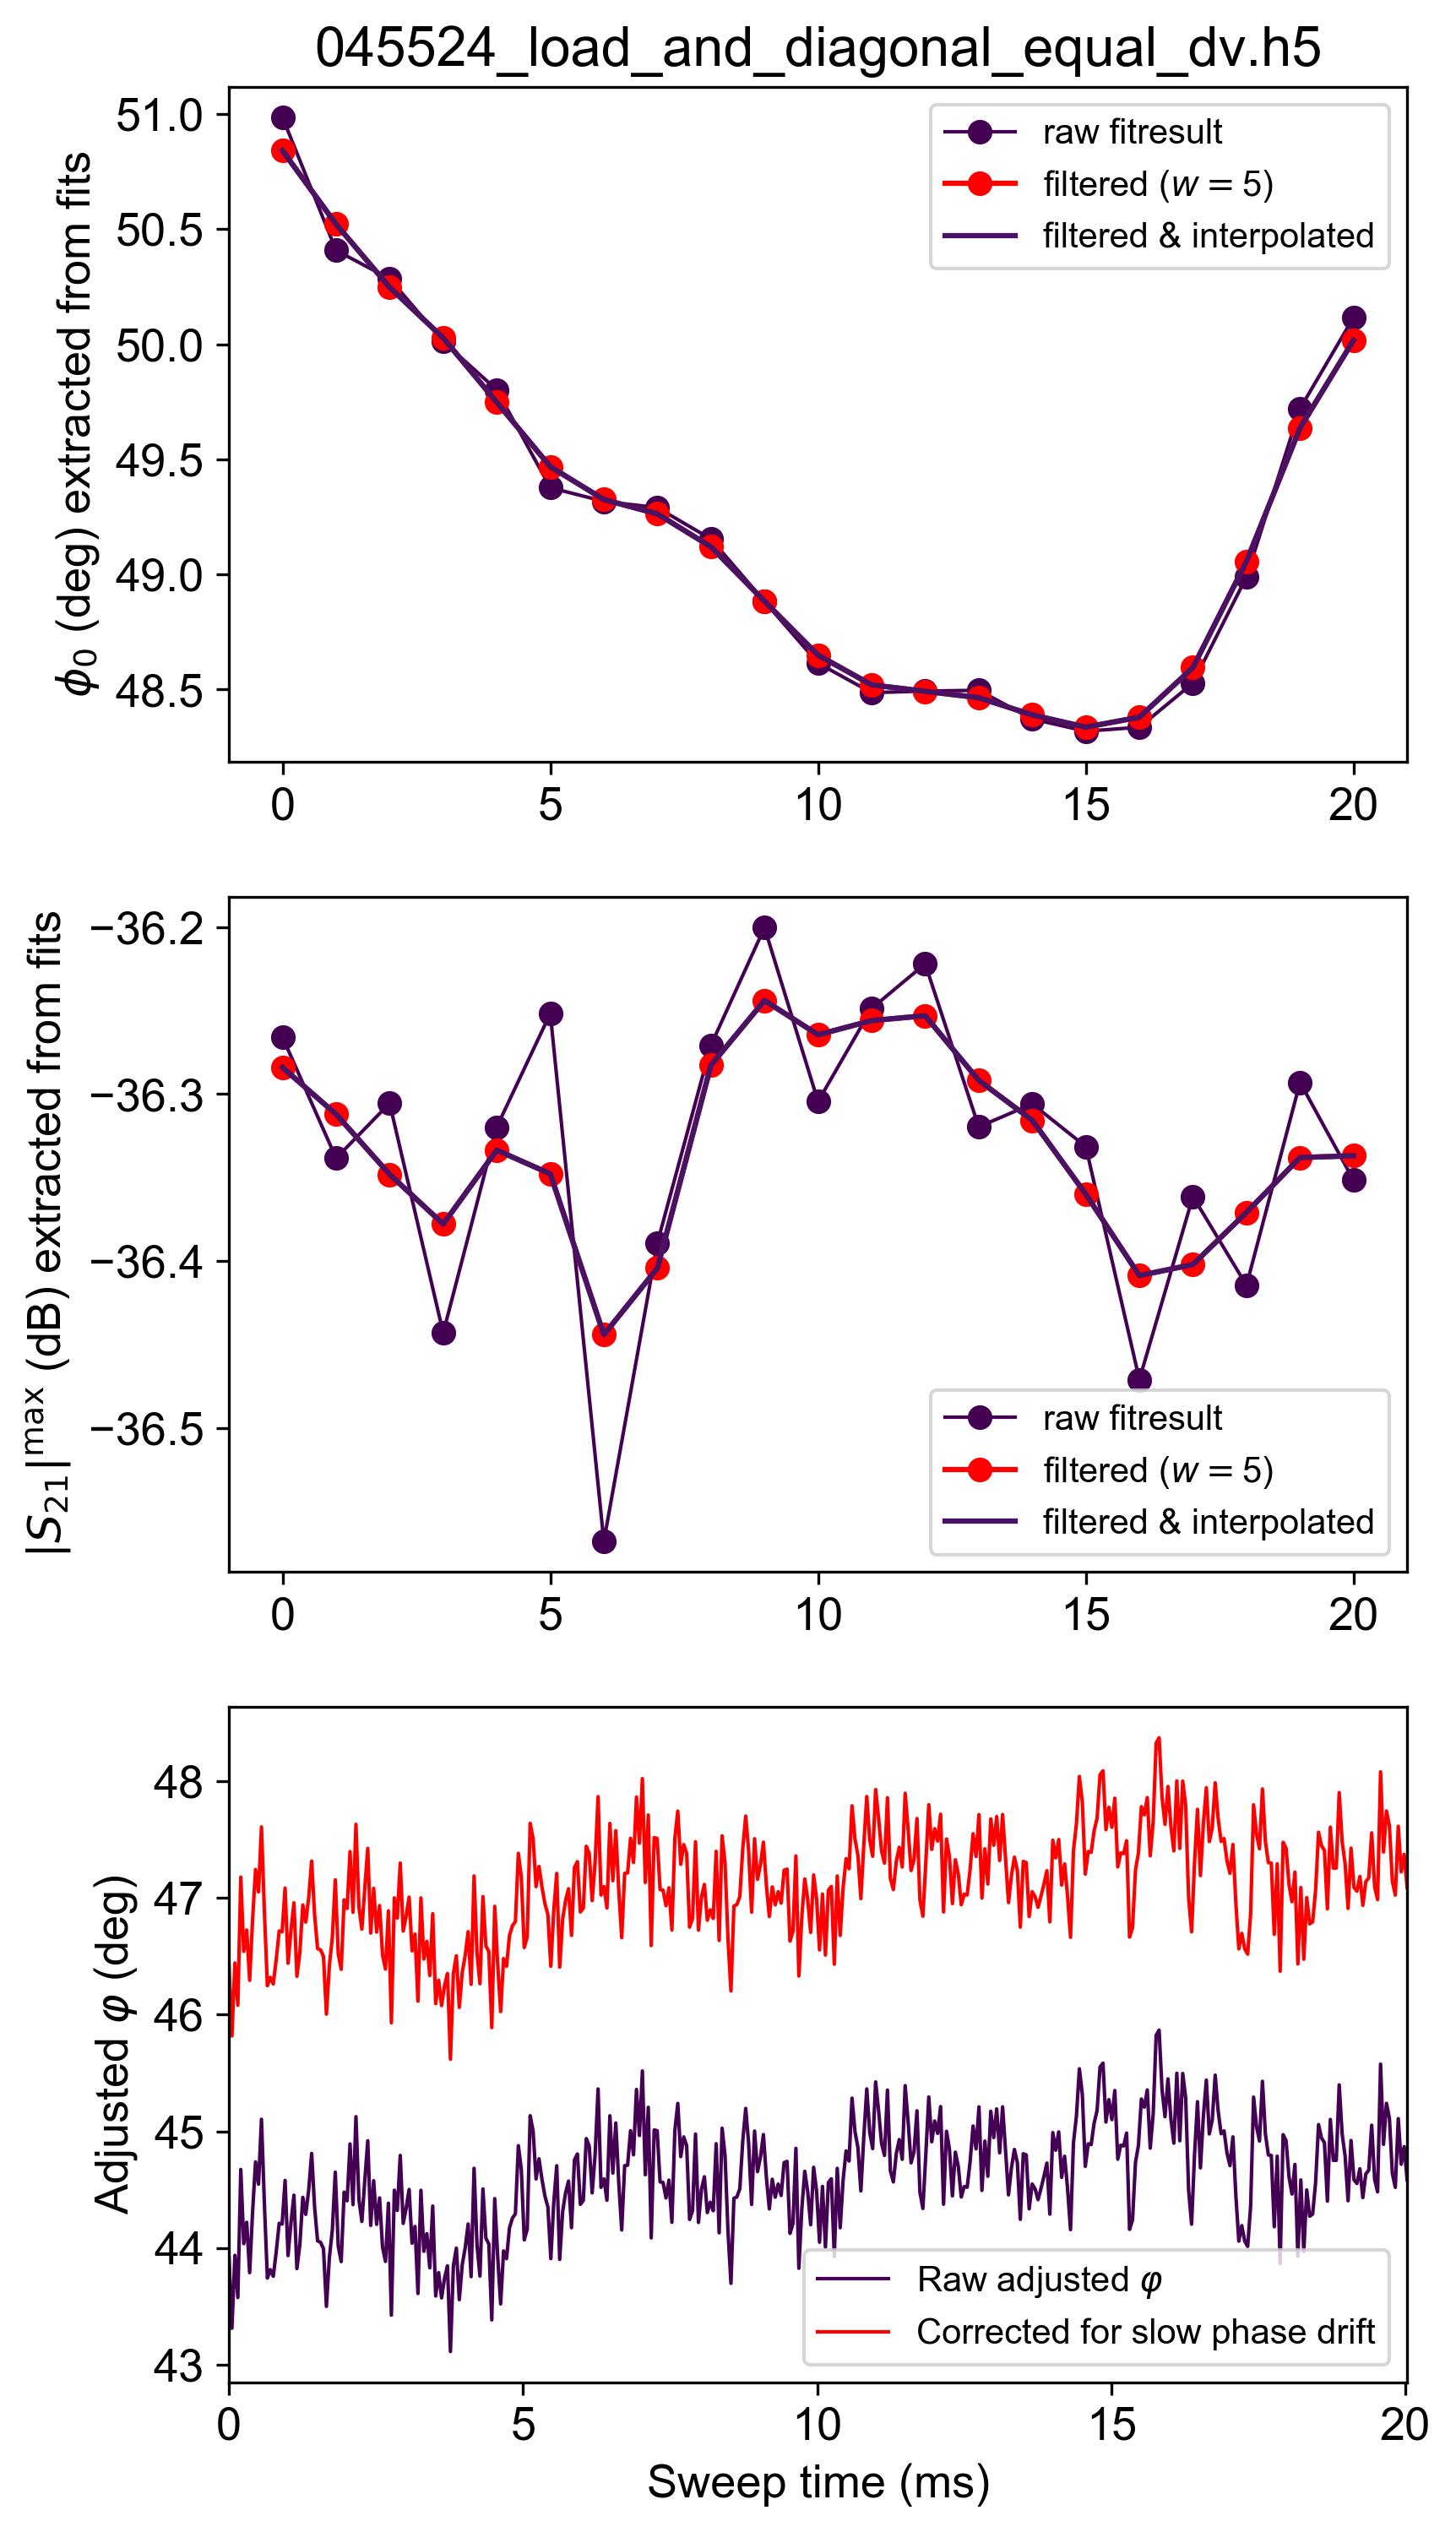 045524_load_and_diagonal_equal_dv.h5
51.0
50.5
50.0
49.5
49.0
48.5
ϕ₀ (deg) extracted from fits
raw fitresult
filtered (w = 5)
filtered & interpolated
0 5 10 15 20
−36.2
−36.3
−36.4
−36.5
|S₂₁|ᵐᵃˣ (dB) extracted from fits
raw fitresult
filtered (w = 5)
filtered & interpolated
0 5 10 15 20
48
47
46
45
44
43
Adjusted φ (deg)
Raw adjusted φ
Corrected for slow phase drift
0 5 10 15 20
Sweep time (ms)